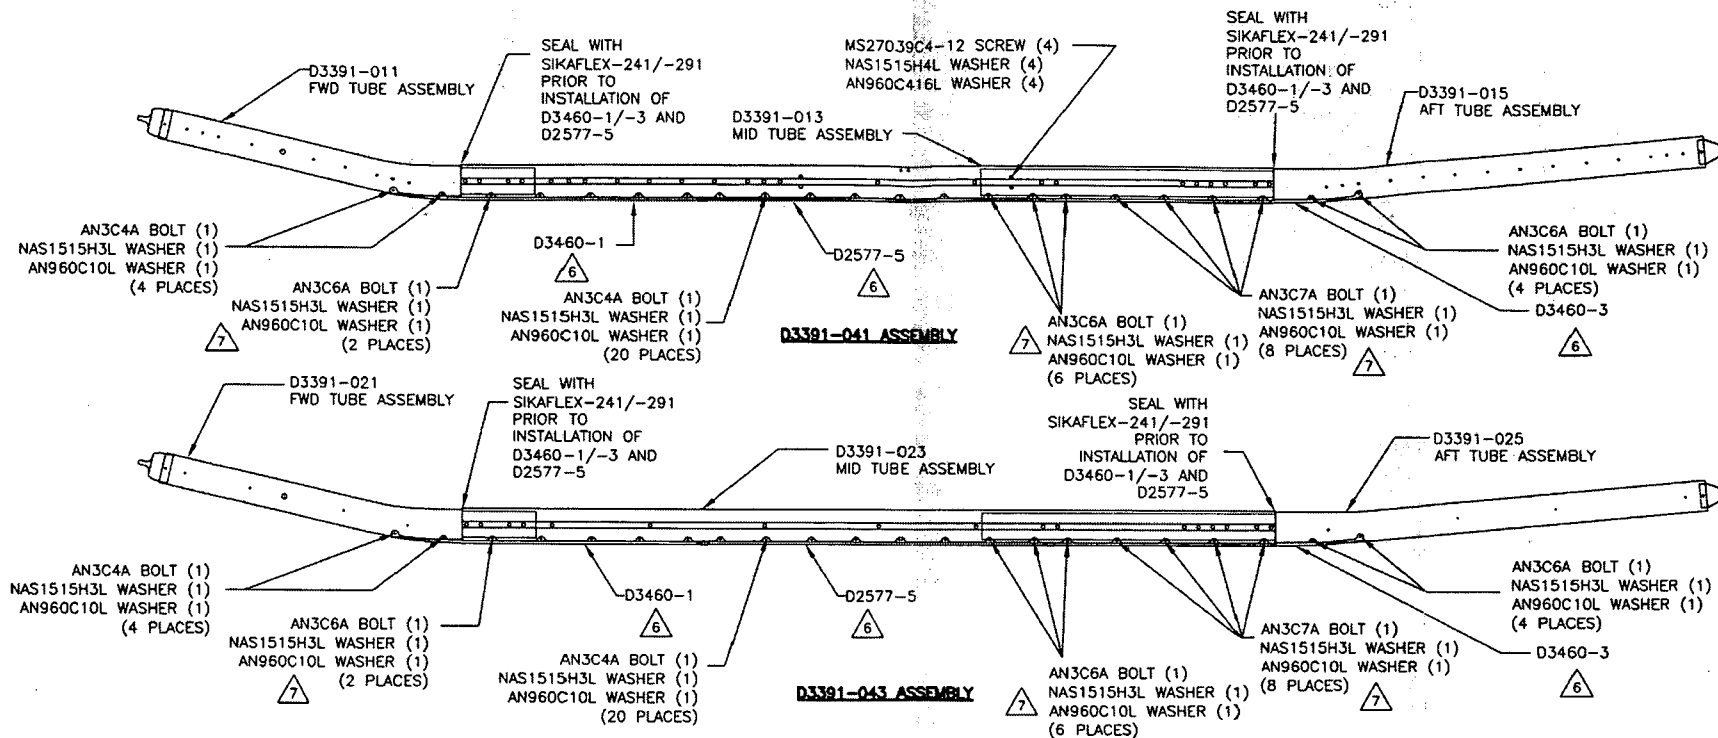 D3391-011
FWD TUBE ASSEMBLY
SEAL WITH
SIKAFLEX-241/-291
PRIOR TO
INSTALLATION OF
D3460-1/-3 AND
D2577-5
MS27039C4-12 SCREW (4)
NAS1515H4L WASHER (4)
AN960C416L WASHER (4)
D3391-013
MID TUBE ASSEMBLY
SEAL WITH
SIKAFLEX-241/-291
PRIOR TO
INSTALLATION OF
D3460-1/-3 AND
D2577-5
D3391-015
AFT TUBE ASSEMBLY
AN3C4A BOLT (1)
NAS1515H3L WASHER (1)
AN960C10L WASHER (1)
(4 PLACES)
AN3C6A BOLT (1)
NAS1515H3L WASHER (1)
AN960C10L WASHER (1)
(2 PLACES)
7
D3460-1
6
AN3C4A BOLT (1)
NAS1515H3L WASHER (1)
AN960C10L WASHER (1)
(20 PLACES)
D2577-5
6
D3391-041 ASSEMBLY
7
AN3C6A BOLT (1)
NAS1515H3L WASHER (1)
AN960C10L WASHER (1)
(6 PLACES)
AN3C7A BOLT (1)
NAS1515H3L WASHER (1)
AN960C10L WASHER (1)
(8 PLACES)
7
AN3C6A BOLT (1)
NAS1515H3L WASHER (1)
AN960C10L WASHER (1)
(4 PLACES)
D3460-3
6
D3391-021
FWD TUBE ASSEMBLY
SEAL WITH
SIKAFLEX-241/-291
PRIOR TO
INSTALLATION OF
D3460-1/-3 AND
D2577-5
D3391-023
MID TUBE ASSEMBLY
SEAL WITH
SIKAFLEX-241/-291
PRIOR TO
INSTALLATION OF
D3460-1/-3 AND
D2577-5
D3391-025
AFT TUBE ASSEMBLY
AN3C4A BOLT (1)
NAS1515H3L WASHER (1)
AN960C10L WASHER (1)
(4 PLACES)
AN3C6A BOLT (1)
NAS1515H3L WASHER (1)
AN960C10L WASHER (1)
(2 PLACES)
7
D3460-1
6
AN3C4A BOLT (1)
NAS1515H3L WASHER (1)
AN960C10L WASHER (1)
(20 PLACES)
D2577-5
6
D3391-043 ASSEMBLY
7
AN3C6A BOLT (1)
NAS1515H3L WASHER (1)
AN960C10L WASHER (1)
(6 PLACES)
AN3C7A BOLT (1)
NAS1515H3L WASHER (1)
AN960C10L WASHER (1)
(8 PLACES)
7
AN3C6A BOLT (1)
NAS1515H3L WASHER (1)
AN960C10L WASHER (1)
(4 PLACES)
D3460-3
6